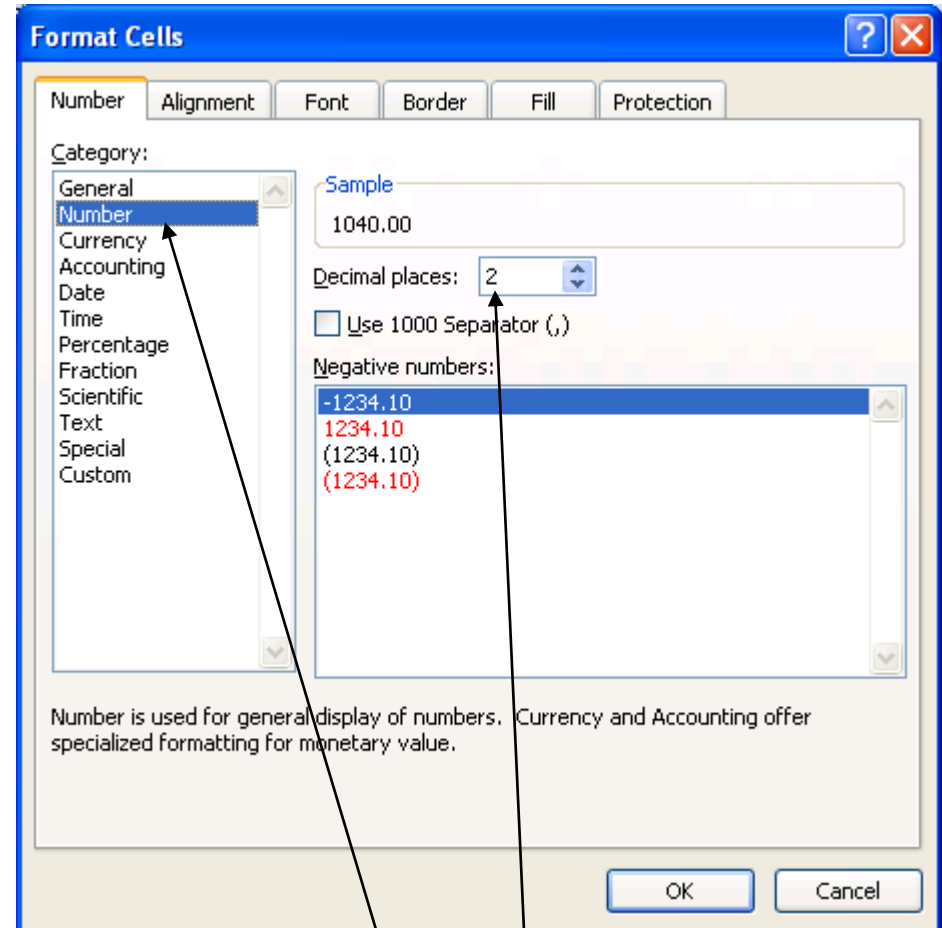 Format Cells
Number Alignment Font Border Fill Protection
Category:
General
Number
Currency
Accounting
Date
Time
Percentage
Fraction
Scientific
Text
Special
Custom
Sample
1040.00
Decimal places: 2
Use 1000 Separator (,)
Negative numbers:
-1234.10
1234.10
(1234.10)
(1234.10)
Number is used for general display of numbers. Currency and Accounting offer
specialized formatting for monetary value.
OK Cancel